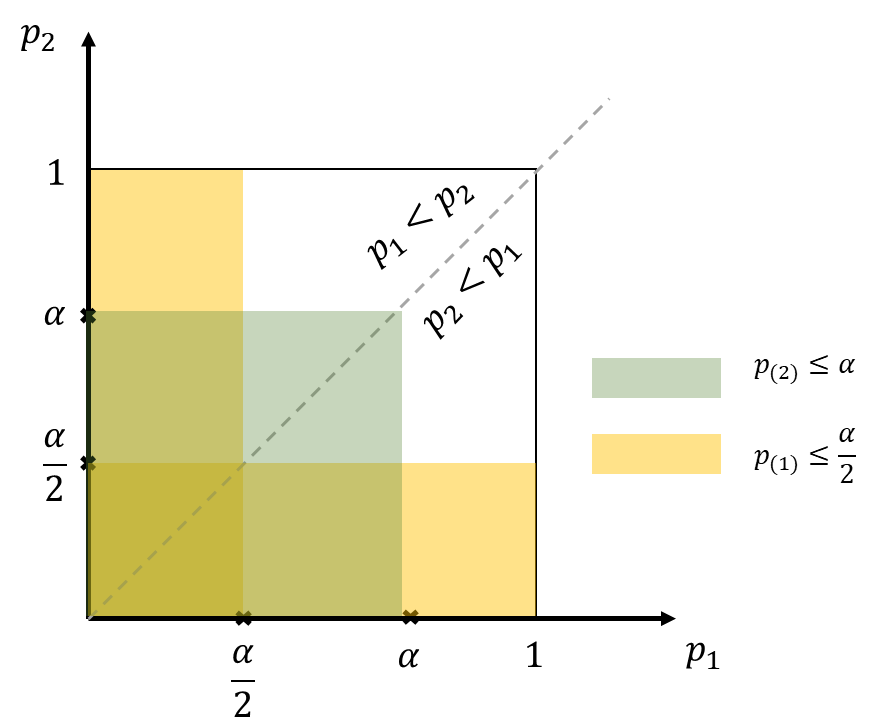 p₂
1
p₁ < p₂
p₂ < p₁
α
p₍₂₎ ≤ α
α/2
p₍₁₎ ≤ α/2
α/2
α
1
p₁